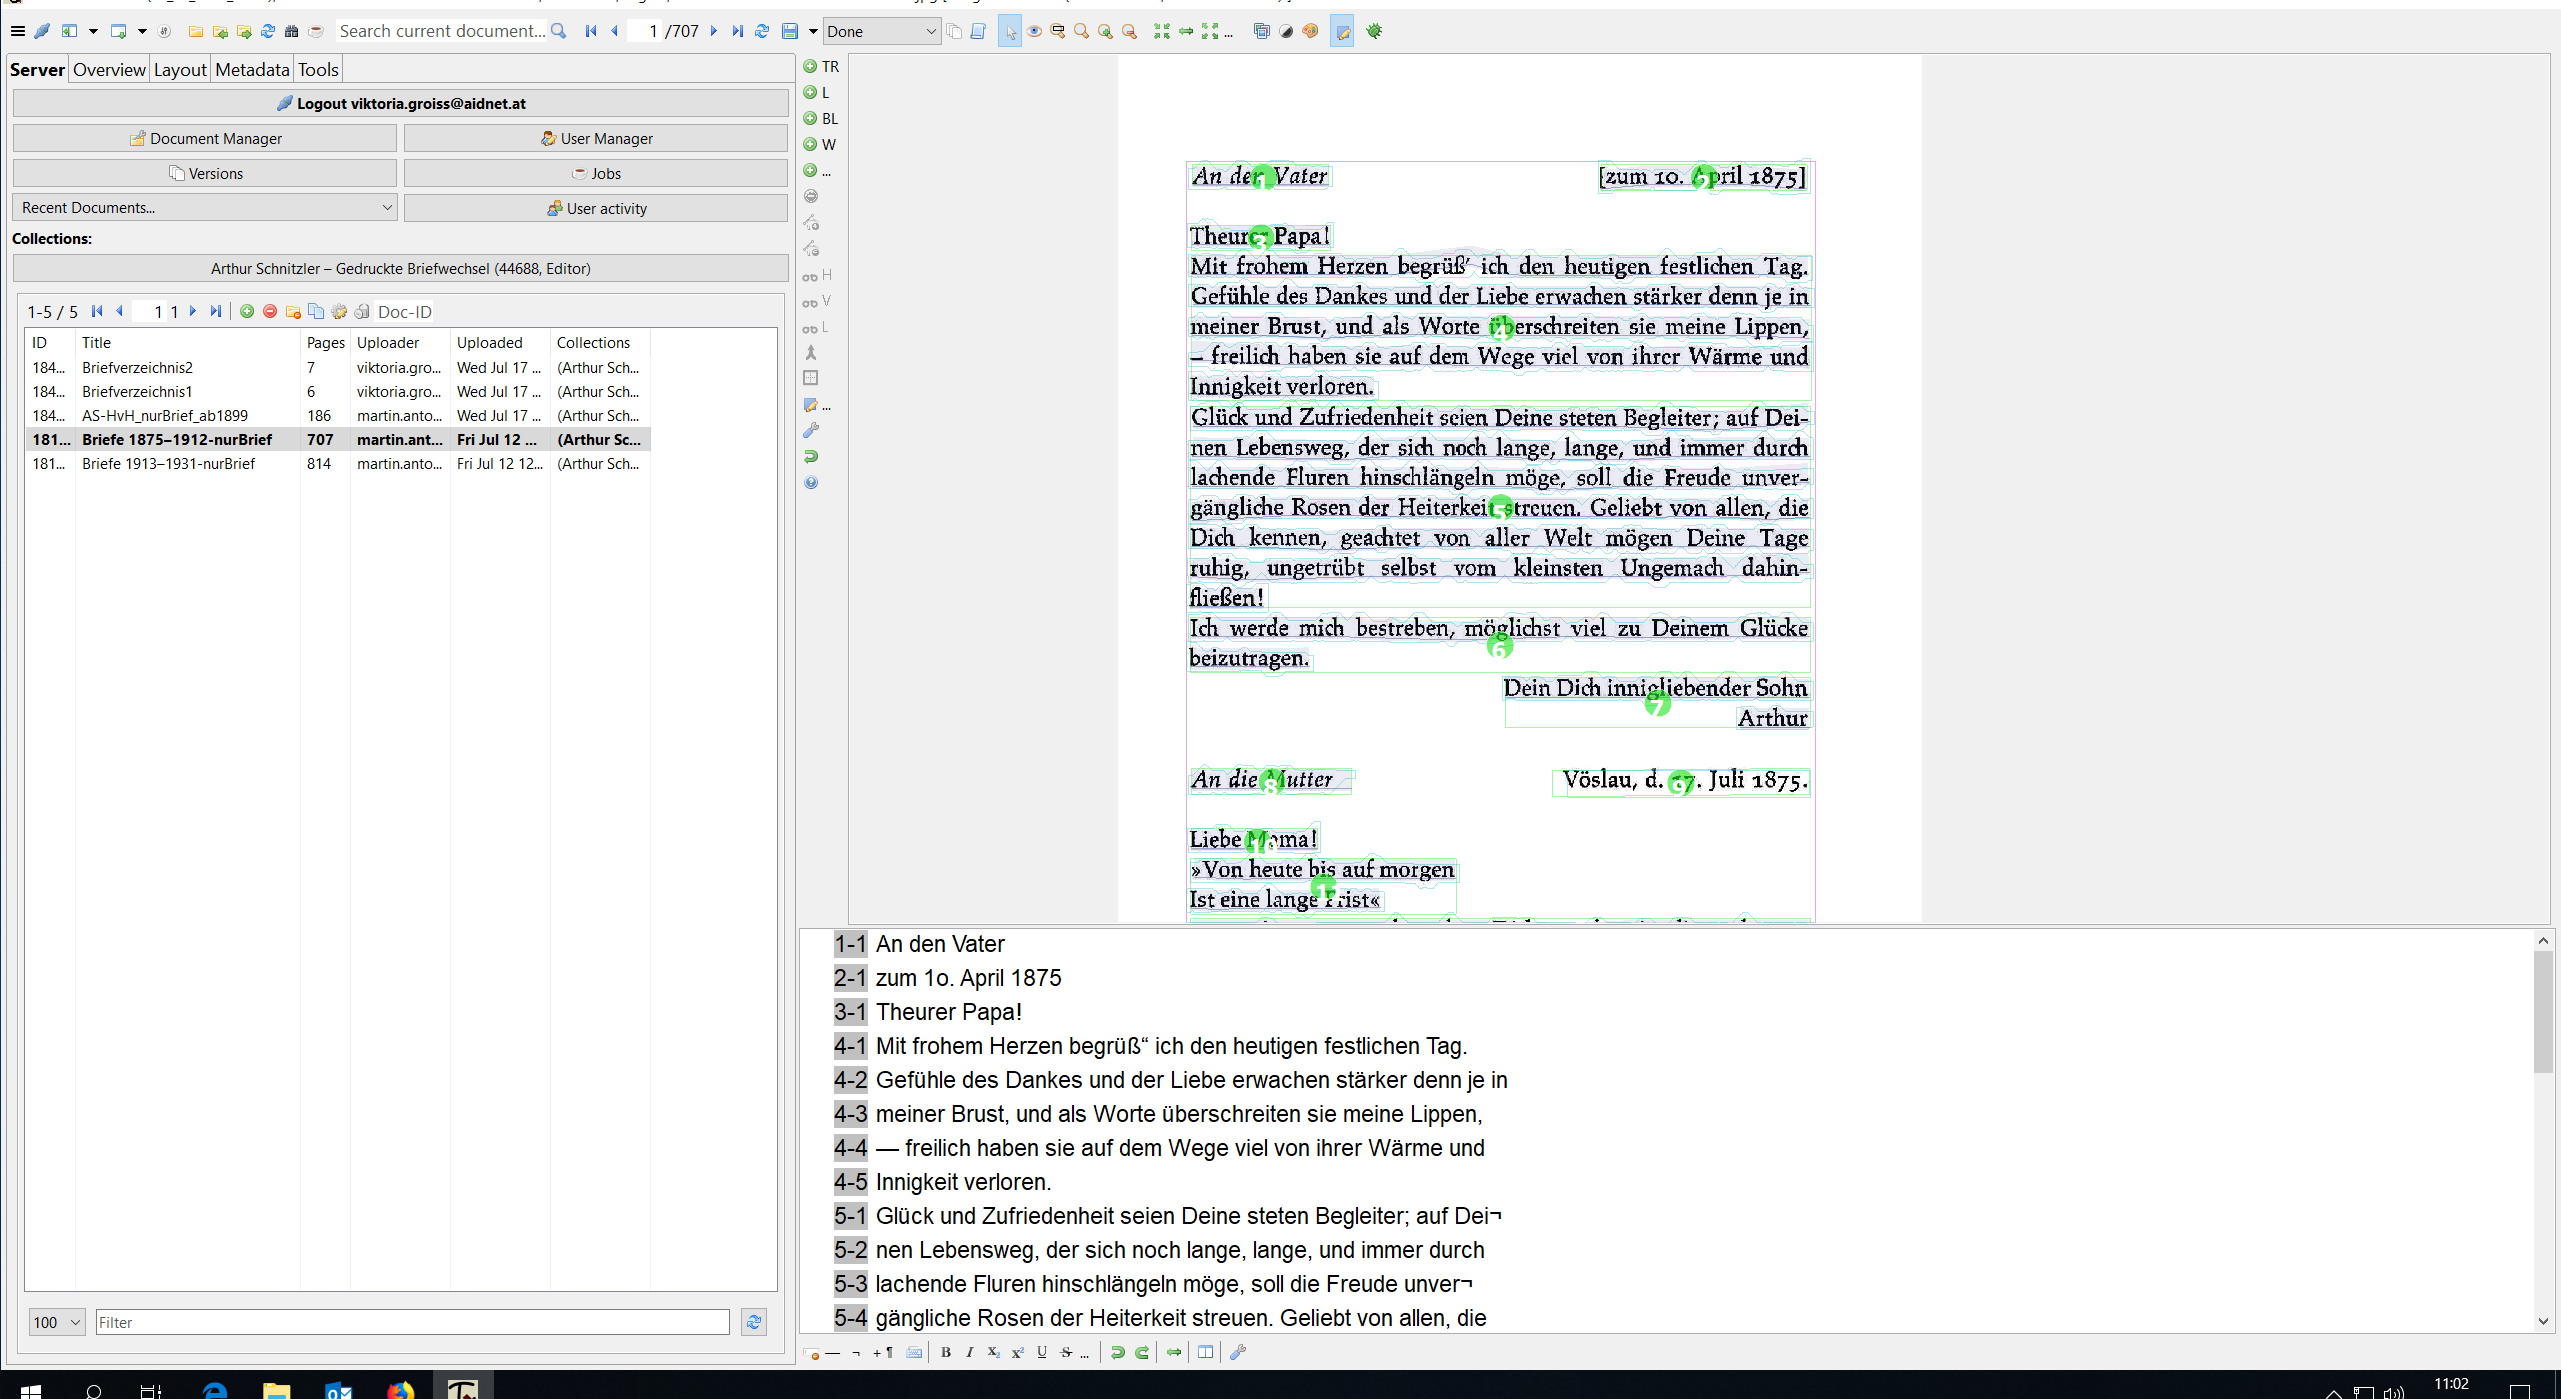 Search current document...
1 /707
Done
Server Overview Layout Metadata Tools
Logout viktoria.groiss@aidnet.at
Document Manager User Manager
Versions Jobs
Recent Documents... User activity
Collections:
Arthur Schnitzler – Gedruckte Briefwechsel (44688, Editor)
1-5 / 5 1 1 Doc-ID
ID Title Pages Uploader Uploaded Collections
184... Briefverzeichnis2 7 viktoria.gro... Wed Jul 17 ... (Arthur Sch...
184... Briefverzeichnis1 6 viktoria.gro... Wed Jul 17 ... (Arthur Sch...
184... AS-HvH_nurBrief_ab1899 186 martin.anto... Wed Jul 17 ... (Arthur Sch...
181... Briefe 1875–1912-nurBrief 707 martin.ant... Fri Jul 12 ... (Arthur Sc...
181... Briefe 1913–1931-nurBrief 814 martin.anto... Fri Jul 12 12... (Arthur Sch...
100 Filter
TR
L
BL
W
...
H
V
L
...
An den Vater [zum 10. April 1875]
Theurer Papa!
Mit frohem Herzen begrüß’ ich den heutigen festlichen Tag.
Gefühle des Dankes und der Liebe erwachen stärker denn je in
meiner Brust, und als Worte überschreiten sie meine Lippen,
– freilich haben sie auf dem Wege viel von ihrer Wärme und
Innigkeit verloren.
Glück und Zufriedenheit seien Deine steten Begleiter; auf Dei-
nen Lebensweg, der sich noch lange, lange, und immer durch
lachende Fluren hinschlängeln möge, soll die Freude unver-
gängliche Rosen der Heiterkeit streuen. Geliebt von allen, die
Dich kennen, geachtet von aller Welt mögen Deine Tage
ruhig, ungetrübt selbst vom kleinsten Ungemach dahin-
fließen!
Ich werde mich bestreben, möglichst viel zu Deinem Glücke
beizutragen.
Dein Dich innigliebender Sohn
Arthur
An die Mutter Vöslau, d. 27. Juli 1875.
Liebe Mama!
»Von heute bis auf morgen
Ist eine lange Frist«
1-1 An den Vater
2-1 zum 1o. April 1875
3-1 Theurer Papa!
4-1 Mit frohem Herzen begrüß“ ich den heutigen festlichen Tag.
4-2 Gefühle des Dankes und der Liebe erwachen stärker denn je in
4-3 meiner Brust, und als Worte überschreiten sie meine Lippen,
4-4 — freilich haben sie auf dem Wege viel von ihrer Wärme und
4-5 Innigkeit verloren.
5-1 Glück und Zufriedenheit seien Deine steten Begleiter; auf Dei¬
5-2 nen Lebensweg, der sich noch lange, lange, und immer durch
5-3 lachende Fluren hinschlängeln möge, soll die Freude unver¬
5-4 gängliche Rosen der Heiterkeit streuen. Geliebt von allen, die
11:02